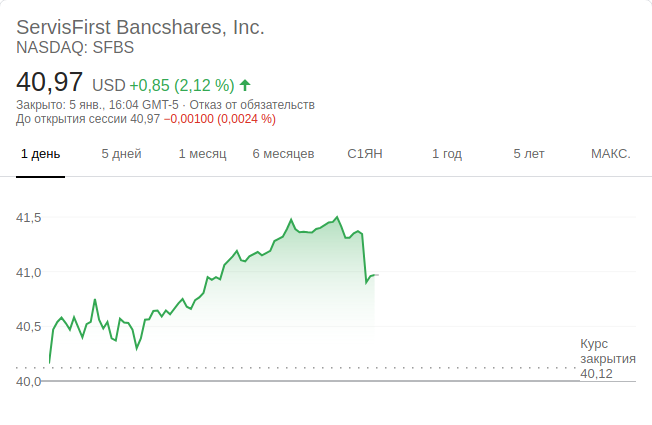 ServisFirst Bancshares, Inc.
NASDAQ: SFBS
40,97 USD +0,85 (2,12 %)
Закрыто: 5 янв., 16:04 GMT-5 · Отказ от обязательств
До открытия сессии 40,97 −0,00100 (0,0024 %)
1 день 5 дней 1 месяц 6 месяцев С1ЯН 1 год 5 лет МАКС.
41,5
41,0
40,5
40,0
Курс
закрытия
40,12